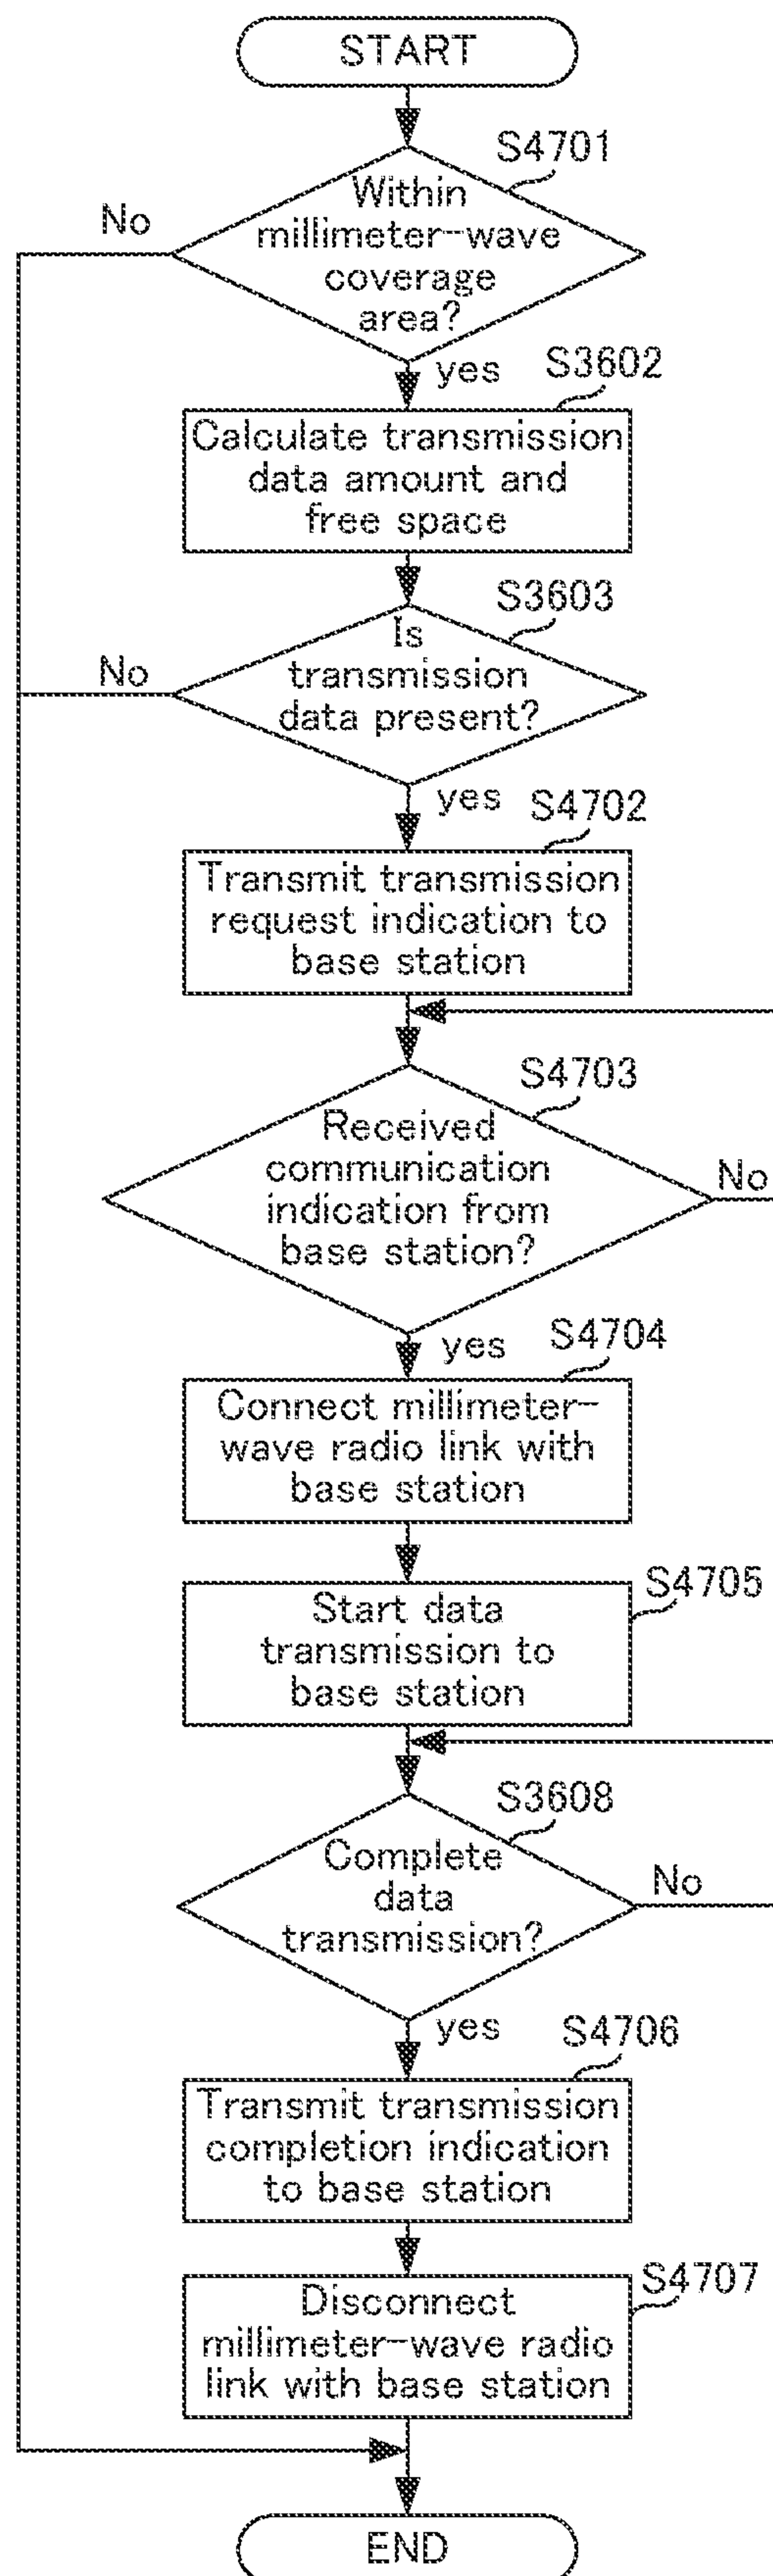 START
S4701
Within
millimeter-wave
coverage
area?
No
yes
S3602
Calculate transmission
data amount and
free space
S3603
Is
transmission
data present?
No
yes
S4702
Transmit transmission
request indication to
base station
S4703
Received
communication
indication from
base station?
No
yes
S4704
Connect millimeter-
wave radio link with
base station
S4705
Start data
transmission to
base station
S3608
Complete
data
transmission?
No
yes
S4706
Transmit transmission
completion indication
to base station
S4707
Disconnect
millimeter-wave radio
link with base station
END